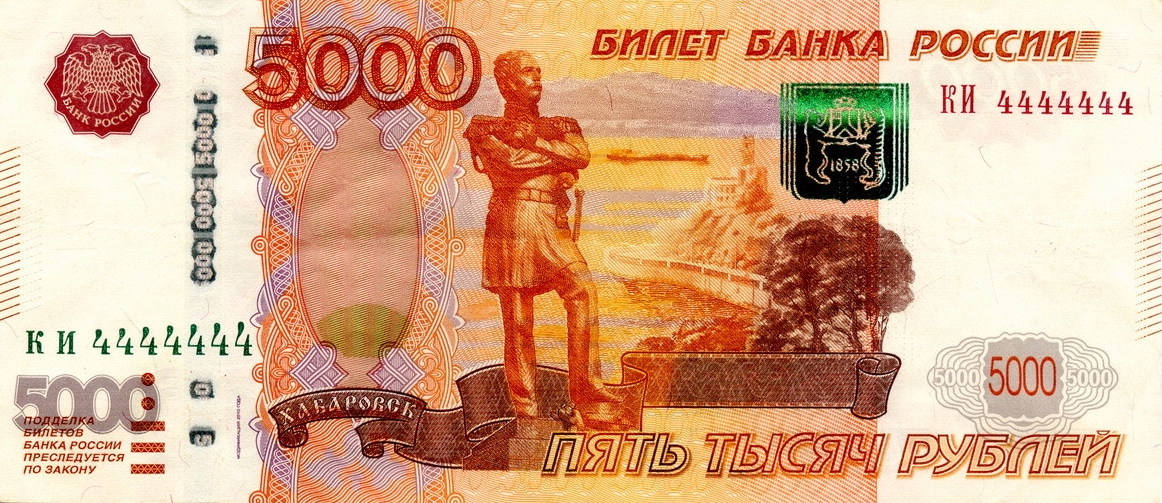 5000
БИЛЕТ БАНКА РОССИИ
БАНК РОССИИ
КИ 4444444
1858
5000
5000
КИ 4444444
5000
ПОДДЕЛКА
БИЛЕТОВ
БАНКА РОССИИ
ПРЕСЛЕДУЕТСЯ
ПО ЗАКОНУ
ХАБАРОВСК
5000 5000 5000
ПЯТЬ ТЫСЯЧ РУБЛЕЙ